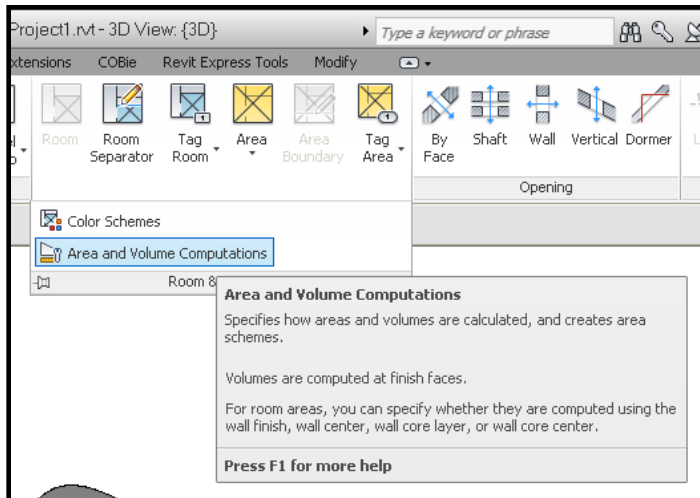 Project1.rvt - 3D View: {3D}
Type a keyword or phrase
xtensions COBie Revit Express Tools Modify
Room
Room Separator
Tag Room
Area
Area Boundary
Tag Area
By Face
Shaft
Wall
Vertical
Dormer
Opening
Color Schemes
Area and Volume Computations
Room &
Area and Volume Computations
Specifies how areas and volumes are calculated, and creates area
schemes.
Volumes are computed at finish faces.
For room areas, you can specify whether they are computed using the
wall finish, wall center, wall core layer, or wall core center.
Press F1 for more help